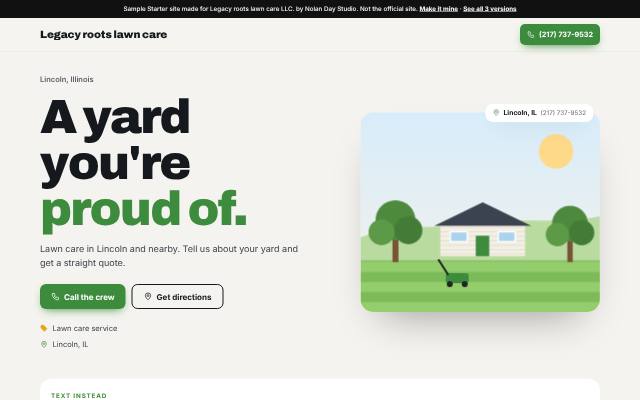 Sample Starter site made for Legacy roots lawn care LLC. by Nolan Day Studio. Not the official site. Make it mine · See all 3 versions
Legacy roots lawn care
(217) 737-9532
Lincoln, Illinois
Lincoln, IL (217) 737-9532
A yard
you're
proud of.
Lawn care in Lincoln and nearby. Tell us about your yard and
get a straight quote.
Call the crew
Get directions
Lawn care service
Lincoln, IL
TEXT INSTEAD